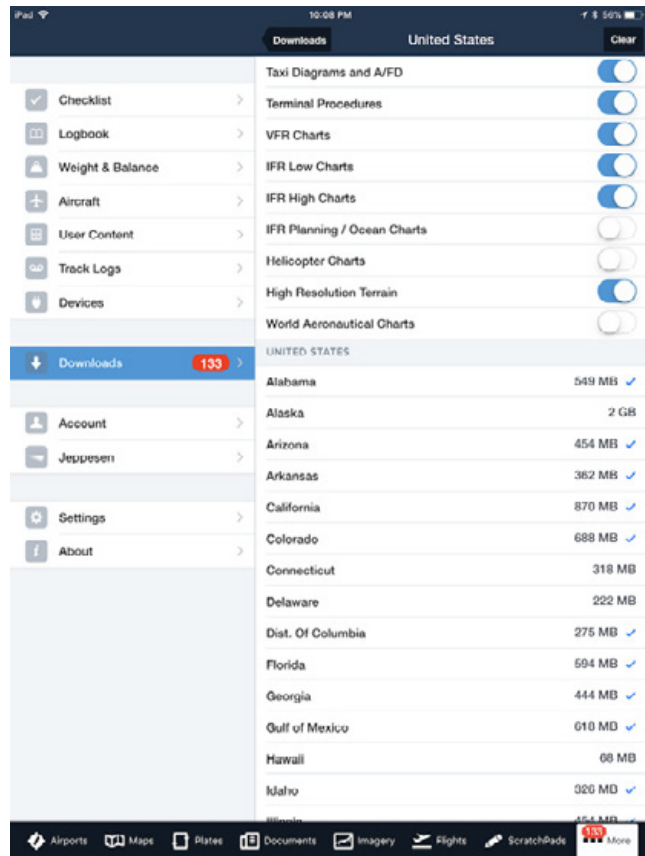 iPad 10:08 PM 56%
Downloads United States Clear
Taxi Diagrams and A/FD
Checklist Terminal Procedures
Logbook VFR Charts
Weight & Balance IFR Low Charts
Aircraft IFR High Charts
User Content IFR Planning / Ocean Charts
Track Logs Helicopter Charts
Devices High Resolution Terrain
World Aeronautical Charts
UNITED STATES
Downloads 133
Alabama 549 MB
Alaska 2 GB
Account
Jeppesen Arizona 454 MB
Arkansas 362 MB
Settings California 870 MB
About Colorado 688 MB
Connecticut 318 MB
Delaware 222 MB
Dist. Of Columbia 275 MB
Florida 594 MB
Georgia 444 MB
Gulf of Mexico 618 MB
Hawaii 68 MB
Idaho 326 MB
Illinois 454 MB
Airports Maps Plates Documents Imagery Flights ScratchPads 133 More